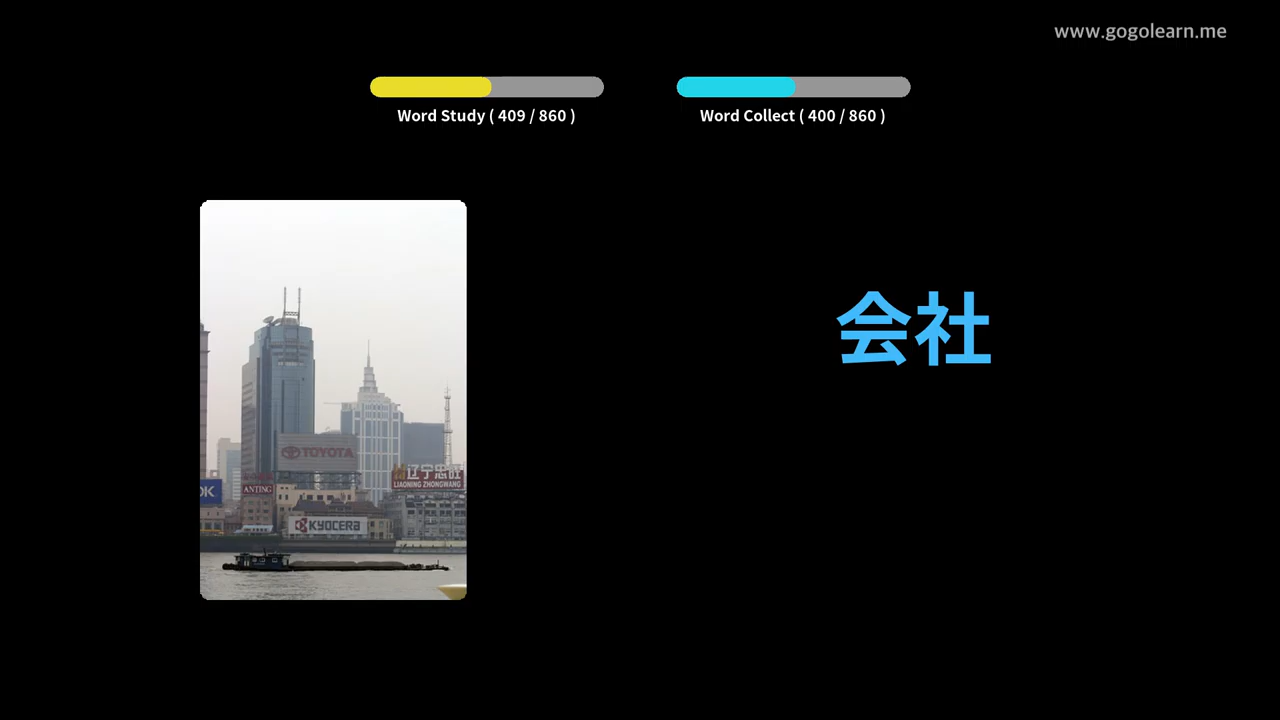 www.gogolearn.me
Word Study ( 409 / 860 )
Word Collect ( 400 / 860 )
会社
TOYOTA
辽宁忠旺
LIAONING ZHONGWANG
ANTING
KYOCERA